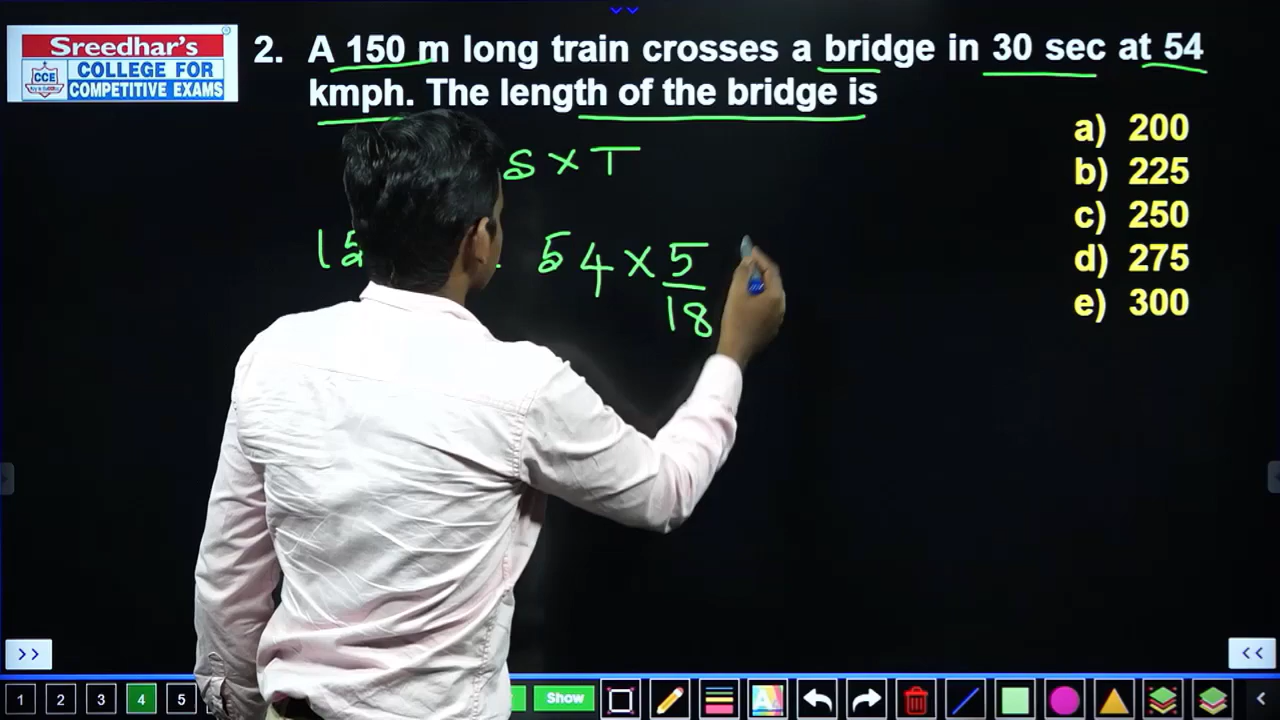 Sreedhar's
CCE
COLLEGE FOR
COMPETITIVE EXAMS
2. A 150 m long train crosses a bridge in 30 sec at 54
kmph. The length of the bridge is
a) 200
b) 225
c) 250
d) 275
e) 300
S × T
15
54 × 5/18
>>
<<
1 2 3 4 5
Show